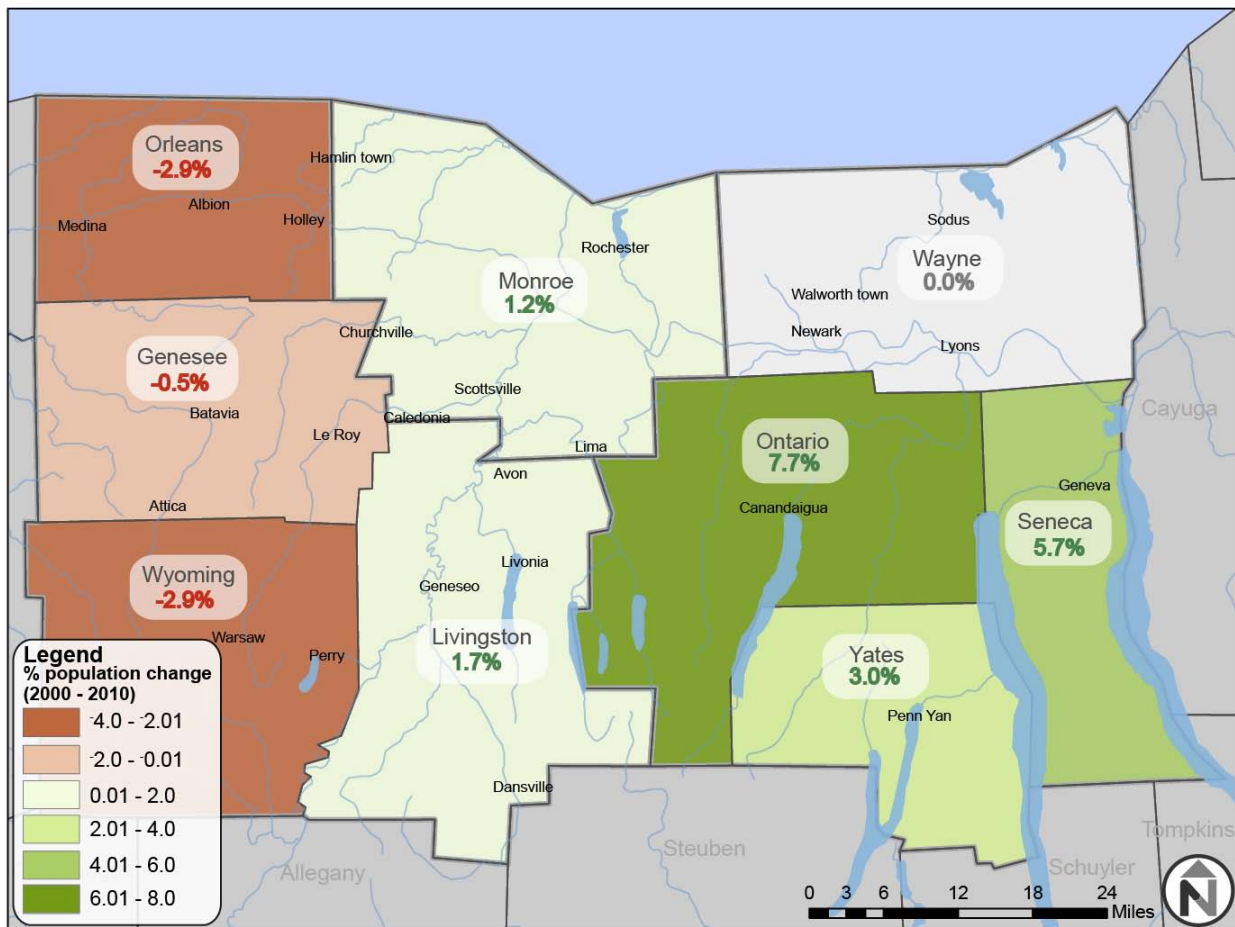 Orleans
-2.9%
Hamlin town
Albion
Holley
Medina
Rochester
Monroe
1.2%
Sodus
Wayne
0.0%
Walworth town
Newark
Lyons
Churchville
Genesee
-0.5%
Scottsville
Batavia
Caledonia
Le Roy
Lima
Cayuga
Ontario
7.7%
Avon
Attica
Canandaigua
Geneva
Seneca
5.7%
Wyoming
-2.9%
Livonia
Geneseo
Warsaw
Perry
Livingston
1.7%
Yates
3.0%
Penn Yan
Dansville
Legend
% population change
(2000 - 2010)
-4.0 - -2.01
-2.0 - -0.01
0.01 - 2.0
2.01 - 4.0
4.01 - 6.0
6.01 - 8.0
Allegany
Steuben
Schuyler
Tompkins
0 3 6 12 18 24
Miles
N